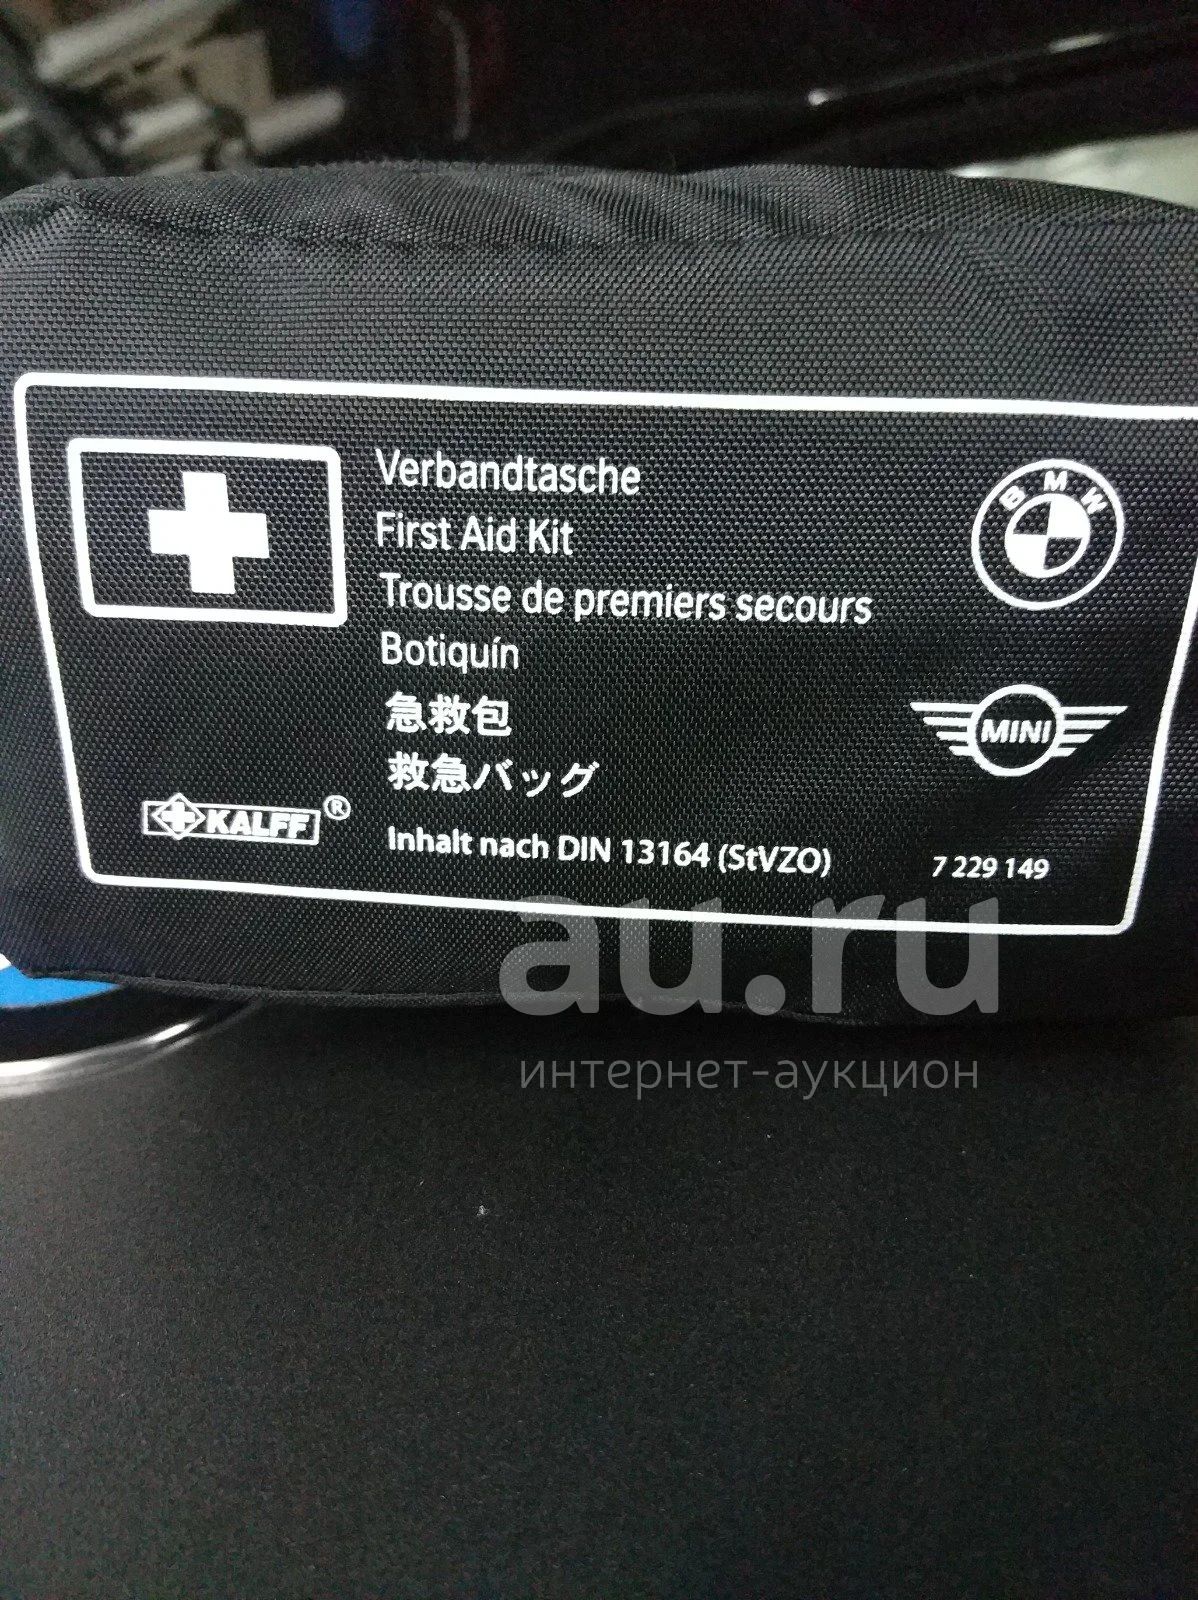 Verbandtasche
First Aid Kit
Trousse de premiers secours
Botiquín
急救包
救急バッグ
Inhalt nach DIN 13164 (StVZO)
KALFF®
BMW
MINI
7 229 149
au.ru
интернет-аукцион